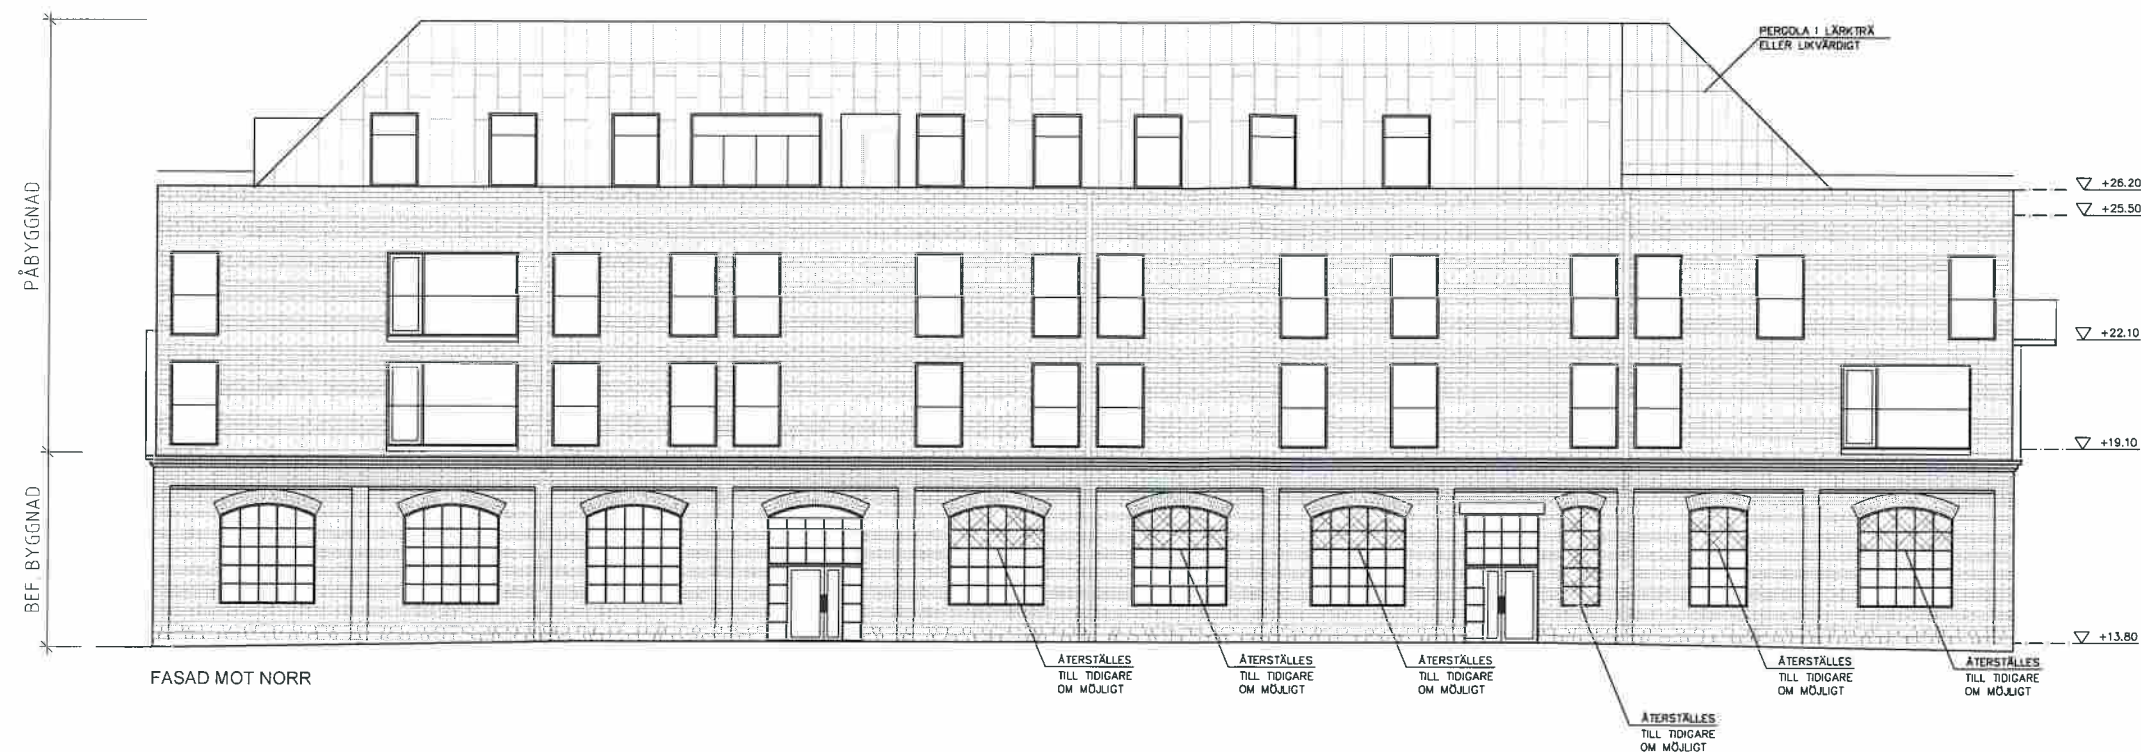 PERGOLA I LÄRKTRÄ
ELLER LIKVÄRDIGT
PÅBYGGNAD
+26.20
+25.50
+22.10
+19.10
BEF. BYGGNAD
+13.80
FASAD MOT NORR
ÅTERSTÄLLES
TILL TIDIGARE
OM MÖJLIGT
ÅTERSTÄLLES
TILL TIDIGARE
OM MÖJLIGT
ÅTERSTÄLLES
TILL TIDIGARE
OM MÖJLIGT
ÅTERSTÄLLES
TILL TIDIGARE
OM MÖJLIGT
ÅTERSTÄLLES
TILL TIDIGARE
OM MÖJLIGT
ÅTERSTÄLLES
TILL TIDIGARE
OM MÖJLIGT